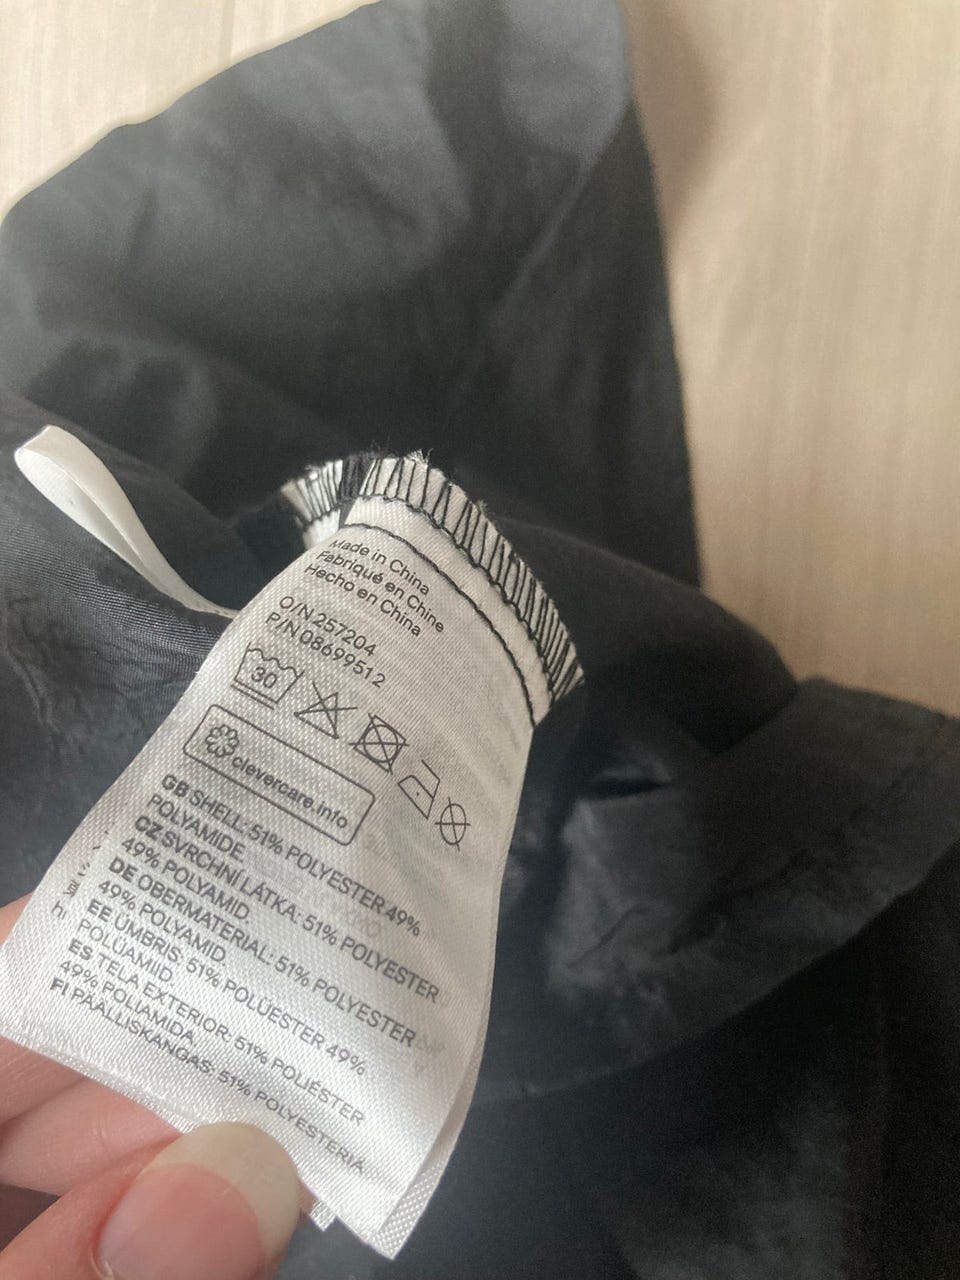 Made in China
Fabriqué en Chine
Hecho en China
O/N 257204
P/N 0869951 2
30
clevercare.info
GB SHELL: 51% POLYESTER 49%
POLYAMIDE.
CZ SVRCHNÍ LÁTKA: 51% POLYESTER
49% POLYAMID.
DE OBERMATERIAL: 51% POLYESTER
49% POLYAMID.
EE ÜMBRIS: 51% POLÜESTER 49%
POLÜAMIID.
ES TELA EXTERIOR: 51% POLIÉSTER
49% POLIAMIDA.
FI PÄÄLLISKANGAS: 51% POLYESTERIA